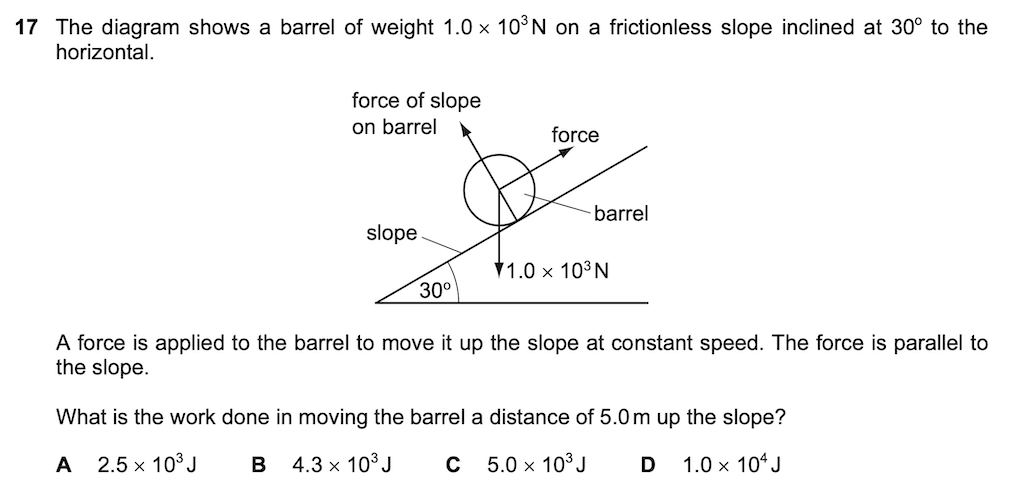 17 The diagram shows a barrel of weight 1.0 × 10³ N on a frictionless slope inclined at 30° to the
horizontal.
force of slope
on barrel
force
barrel
slope
1.0 × 10³ N
30°
A force is applied to the barrel to move it up the slope at constant speed. The force is parallel to
the slope.
What is the work done in moving the barrel a distance of 5.0 m up the slope?
A 2.5 × 10³ J B 4.3 × 10³ J C 5.0 × 10³ J D 1.0 × 10⁴ J